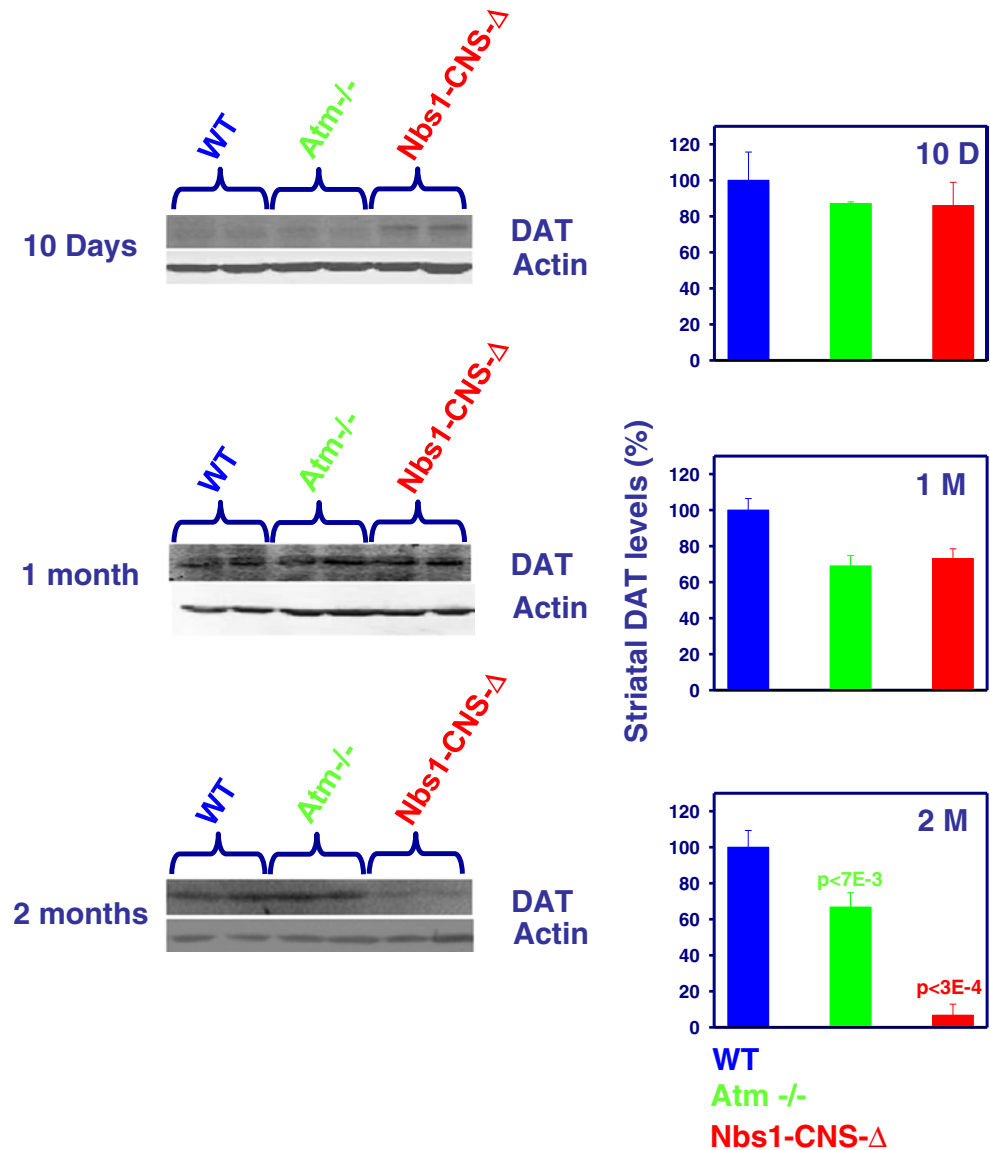 WT
Atm-/-
Nbs1-CNS-Δ
10 Days
DAT
Actin
WT
Atm-/-
Nbs1-CNS-Δ
1 month
DAT
Actin
WT
Atm-/-
Nbs1-CNS-Δ
2 months
DAT
Actin
Striatal DAT levels (%)
10 D
120
100
80
60
40
20
0
1 M
120
100
80
60
40
20
0
2 M
120
100
80
60
40
20
0
p<7E-3
p<3E-4
WT
Atm -/-
Nbs1-CNS-Δ